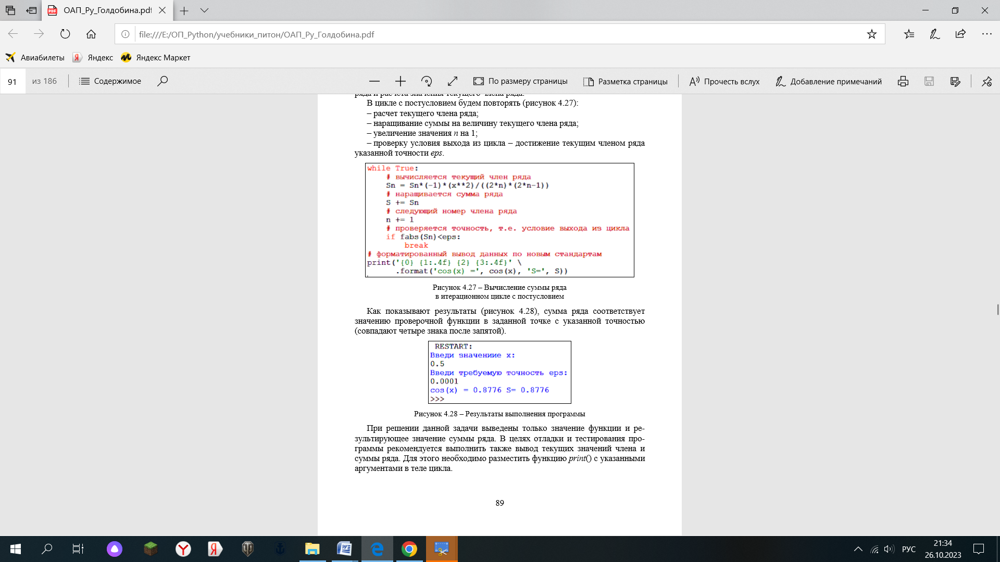 ОАП_Ру_Голдобина.pdf
file:///E:/ОП_Python/учебники_питон/ОАП_Ру_Голдобина.pdf
Авиабилеты
Яндекс
Яндекс Маркет
91
из 186
Содержимое
По размеру страницы
Разметка страницы
Прочесть вслух
Добавление примечаний
ряда и расчета значения текущего члена ряда.
В цикле с постусловием будем повторять (рисунок 4.27):
– расчет текущего члена ряда;
– наращивание суммы на величину текущего члена ряда;
– увеличение значения n на 1;
– проверку условия выхода из цикла – достижение текущим членом ряда
указанной точности eps.
while True:
# вычисляется текущий член ряда
Sn = Sn*(-1)*(x**2)/((2*n)*(2*n-1))
# наращивается сумма ряда
S += Sn
# следующий номер члена ряда
n += 1
# проверяется точность, т.е. условие выхода из цикла
if fabs(Sn)<eps:
break
# форматированный вывод данных по новым стандартам
print('{0} {1:.4f} {2} {3:.4f}' \
.format('cos(x) =', cos(x), 'S=', S))
Рисунок 4.27 – Вычисление суммы ряда
в итерационном цикле с постусловием
Как показывают результаты (рисунок 4.28), сумма ряда соответствует
значению проверочной функции в заданной точке с указанной точностью
(совпадают четыре знака после запятой).
RESTART:
Введи значениие x:
0.5
Введи требуемую точность eps:
0.0001
cos(x) = 0.8776 S= 0.8776
>>>
Рисунок 4.28 – Результаты выполнения программы
При решении данной задачи выведены только значение функции и ре-
зультирующее значение суммы ряда. В целях отладки и тестирования про-
граммы рекомендуется выполнить также вывод текущих значений члена и
суммы ряда. Для этого необходимо разместить функцию print() с указанными
аргументами в теле цикла.
89
РУС
21:34
26.10.2023